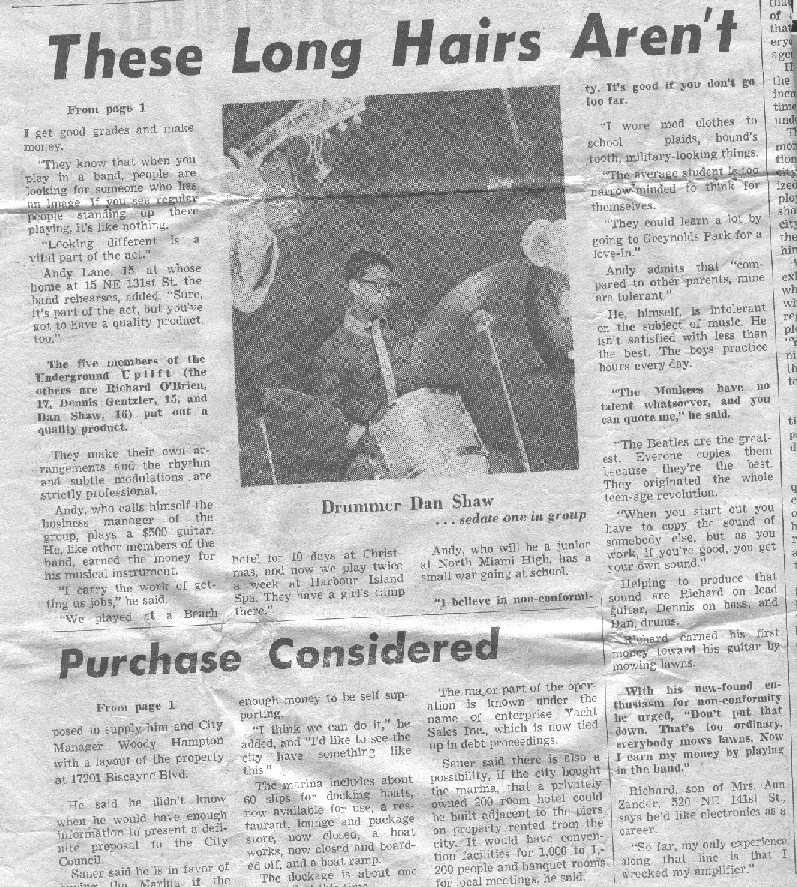 These Long Hairs Aren't
From page 1
I get good grades and make
money.
"They know that when you
play in a band, people are
looking for someone who has
an image. If you see regular
people standing up there
playing, it's like nothing.
"Looking different is a
vital part of the act."
Andy Lane, 15, at whose
home at 15 NE 131st St. the
band rehearses, added, "Sure,
it's part of the act, but you've
got to have a quality product,
too."
The five members of the
Underground Uplift (the
others are Richard O'Brien,
17, Dennis Gentzler, 15, and
Dan Shaw, 16) put out a
quality product.
They make their own ar-
rangements and the rhythm
and subtle modulations are
strictly professional.
Andy, who calls himself the
business manager of the
group, plays a $500 guitar.
He, like other members of the
band, earned the money for
his musical instrument.
"I carry the work of get-
ting us jobs," he said.
"We played at a Beach
Drummer Dan Shaw
. . . sedate one in group
hotel for 10 days at Christ
mas, and now we play twice
a week at Harbour Island
Spa. They have a girl's camp
there."
Andy, who will be a junior
at North Miami High, has a
small war going at school.
"I believe in non-conformi-
ty. It's good if you don't go
too far.
"I wore mod clothes to
school plaids, hound's
tooth, military-looking things.
"The average student is too
narrow-minded to think for
themselves.
"They could learn a lot by
going to Greynolds Park for a
love-in."
Andy admits that "com-
pared to other parents, mine
are tolerant."
He, himself, is intolerant
on the subject of music. He
isn't satisfied with less than
the best. The boys practice
hours every day.
"The Monkees have no
talent whatsoever, and you
can quote me," he said.
"The Beatles are the great-
est. Everone copies them
because they're the best.
They originated the whole
teen-age revolution.
"When you start out you
have to copy the sound of
somebody else, but as you
work, if you're good, you get
your own sound."
Helping to produce that
sound are Richard on lead
guitar, Dennis on bass, and
Dan, drums.
Richard earned his first
money toward his guitar by
mowing lawns.
With his new-found en-
thusiasm for non-conformity
he urged, "Don't put that
down. That's too ordinary,
everybody mows lawns. Now
I earn my money by playing
in the band."
Richard, son of Mrs. Ann
Zander, 520 NE 141st St.,
says he'd like electronics as a
career.
"So far, my only experience
along that line is that I
wrecked my amplifier."
Purchase Considered
From page 1
posed in supply him and City
Manager Woody Hampton
with a layout of the property
at 17201 Biscayne Blvd.
He said he didn't know
when he would have enough
information to present a defi-
nite proposal to the City
Council.
Sauer said he is in favor of
the Marina if the
enough money to be self sup-
porting.
"I think we can do it," he
added, and "I'd like to see the
city have something like
this"
The marina includes about
60 slips for docking boats,
now available for use, a res-
taurant, lounge and package
store, now closed, a boat
works, now closed and board-
ed off, and a boat ramp.
The dockage is about one
The major part of the oper-
ation is known under the
name of enterprise Yacht
Sales Inc., which is now tied
up in debt proceedings.
Sauer said there is also a
possibility, if the city bought
the marina, that a privately
owned 200 room hotel could
be built adjacent to the piers
on property rented from the
city. It would have conven-
tion facilities for 1,000 to 1,-
200 people and banquet rooms
for local meetings, he said.